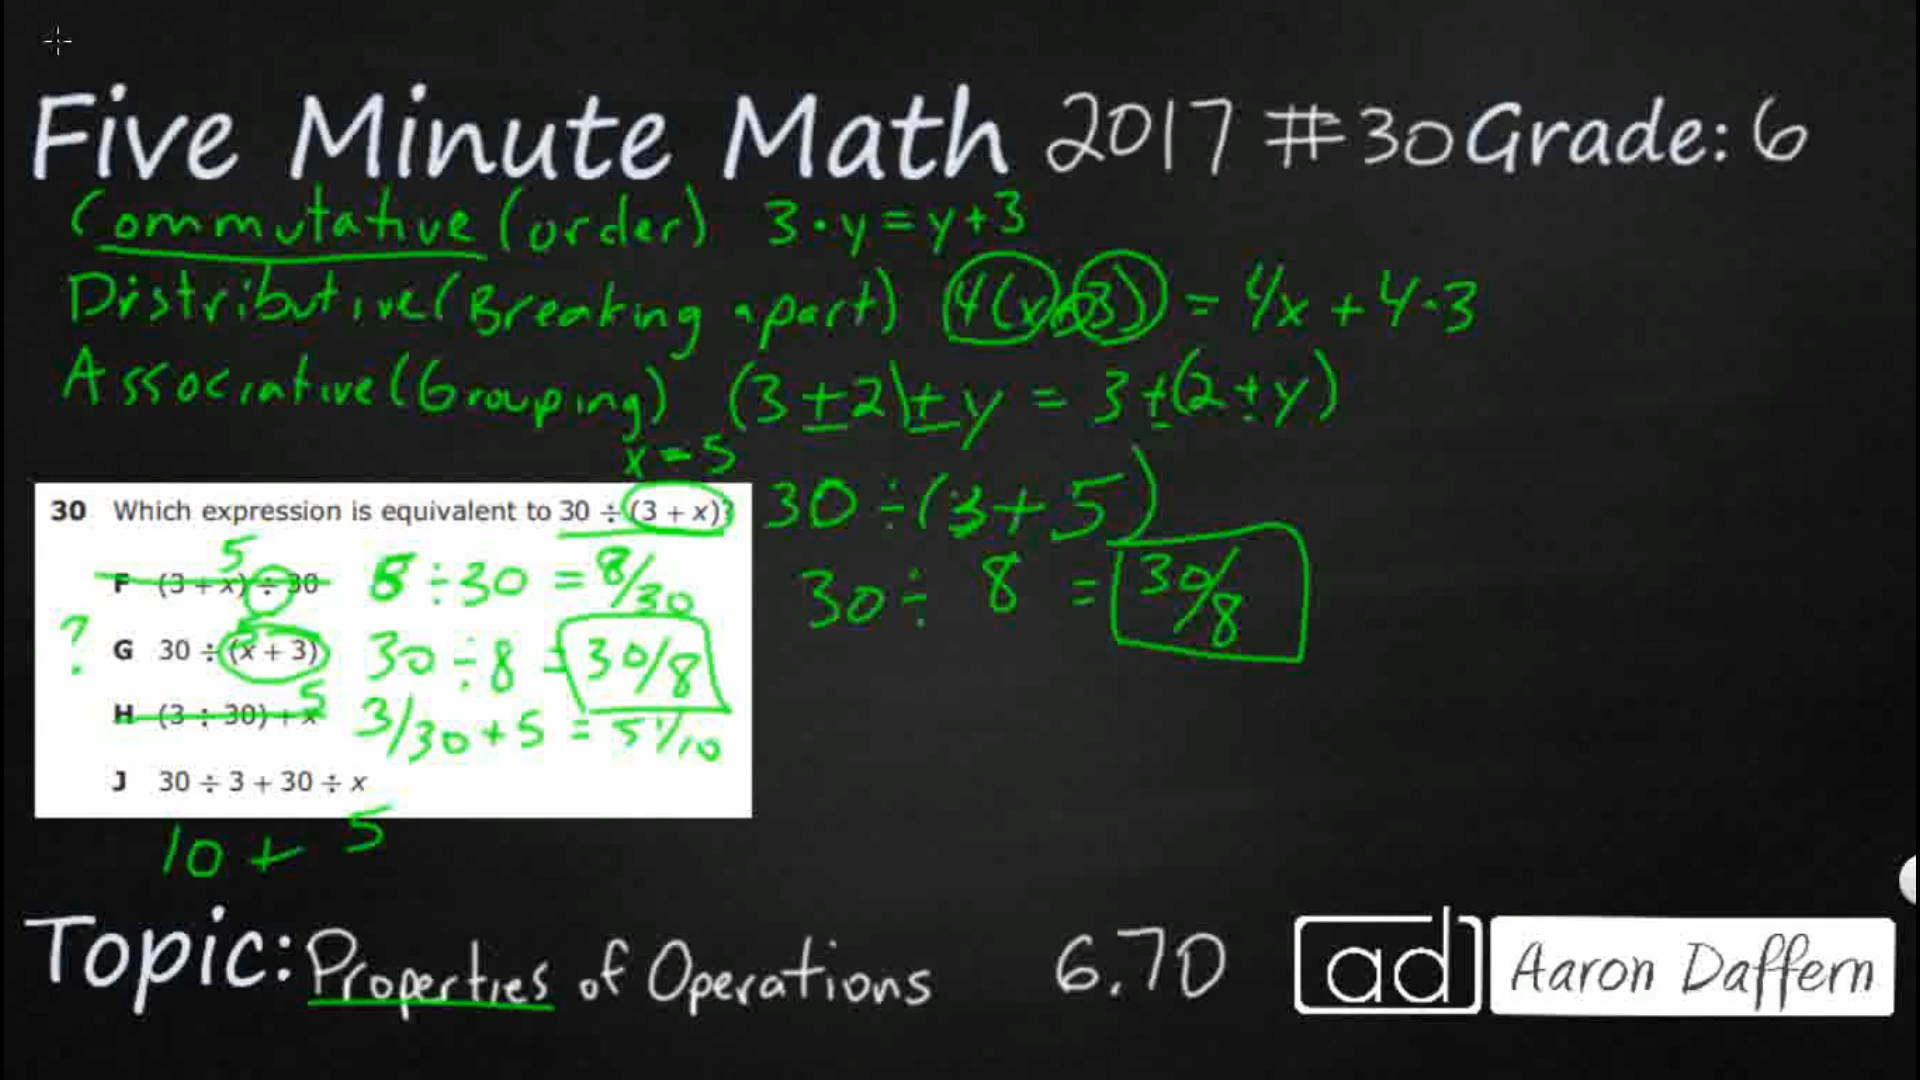 Five Minute Math 2017 #30 Grade: 6
Commutative (order) 3·y = y+3
Distributive (Breaking apart) 4(x+3) = 4x + 4·3
Associative (Grouping) (3+2)+y = 3+(2+y)
x=5
30 Which expression is equivalent to 30 ÷ (3 + x)? 30 ÷ (3+5)
5
F (3 + x) ÷ 30 8 ÷ 30 = 8/30 30 ÷ 8 = 30/8
? G 30 ÷ (x + 3) 30 ÷ 8 = 30/8
5
H (3 ÷ 30) + x 3/30 + 5 = 5 1/10
J 30 ÷ 3 + 30 ÷ x
10 + 5
Topic: Properties of Operations 6.7D ad Aaron Daffern